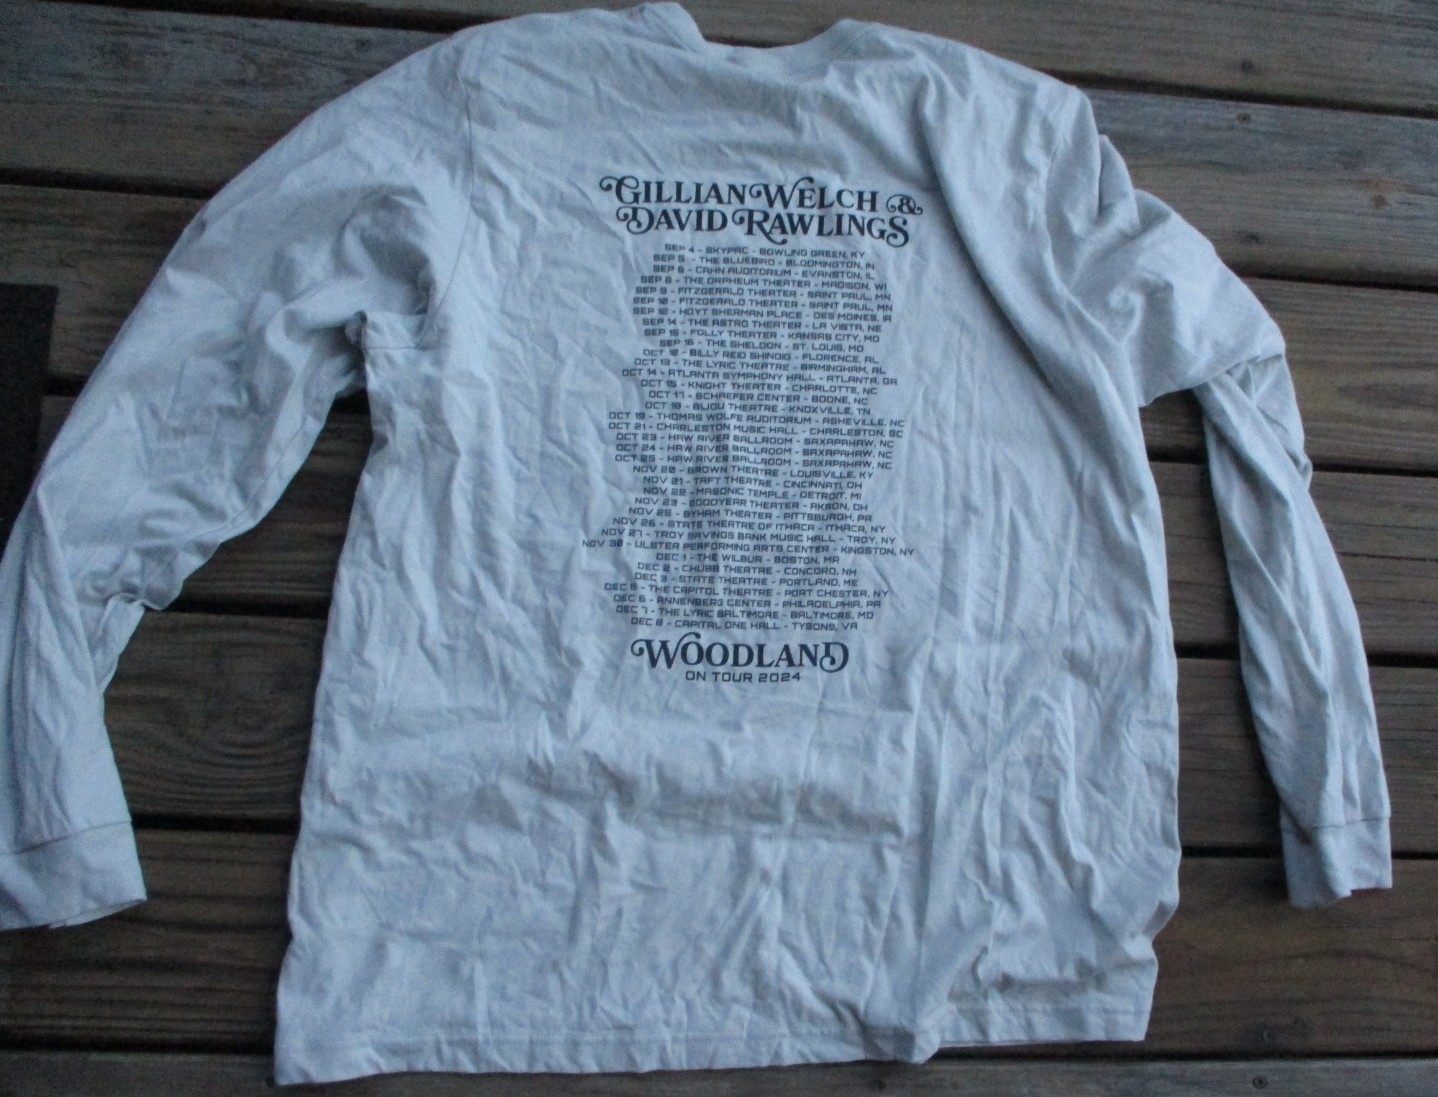 GILLIAN WELCH &
DAVID RAWLINGS
SEP 4 - SKYPAC - BOWLING GREEN, KY
SEP 5 - THE BLUEBIRD - BLOOMINGTON, IN
SEP 6 - CAHN AUDITORIUM - EVANSTON, IL
SEP 8 - THE ORPHEUM THEATER - MADISON, WI
SEP 9 - FITZGERALD THEATER - SAINT PAUL, MN
SEP 10 - FITZGERALD THEATER - SAINT PAUL, MN
SEP 12 - HOYT SHERMAN PLACE - DES MOINES, IA
SEP 14 - THE ASTRO THEATER - LA VISTA, NE
SEP 15 - FOLLY THEATER - KANSAS CITY, MO
SEP 16 - THE SHELDON - ST. LOUIS, MO
OCT 12 - BILLY REID SHINDIG - FLORENCE, AL
OCT 13 - THE LYRIC THEATRE - BIRMINGHAM, AL
OCT 14 - ATLANTA SYMPHONY HALL - ATLANTA, GA
OCT 15 - KNIGHT THEATER - CHARLOTTE, NC
OCT 17 - SCHAEFER CENTER - BOONE, NC
OCT 18 - BIJOU THEATRE - KNOXVILLE, TN
OCT 19 - THOMAS WOLFE AUDITORIUM - ASHEVILLE, NC
OCT 21 - CHARLESTON MUSIC HALL - CHARLESTON, SC
OCT 23 - HAW RIVER BALLROOM - SAXAPAHAW, NC
OCT 24 - HAW RIVER BALLROOM - SAXAPAHAW, NC
OCT 25 - HAW RIVER BALLROOM - SAXAPAHAW, NC
NOV 20 - BROWN THEATRE - LOUISVILLE, KY
NOV 21 - TAFT THEATRE - CINCINNATI, OH
NOV 22 - MASONIC TEMPLE - DETROIT, MI
NOV 23 - GOODYEAR THEATER - AKRON, OH
NOV 25 - BYHAM THEATER - PITTSBURGH, PA
NOV 26 - STATE THEATRE OF ITHACA - ITHACA, NY
NOV 27 - TROY SAVINGS BANK MUSIC HALL - TROY, NY
NOV 30 - ULSTER PERFORMING ARTS CENTER - KINGSTON, NY
DEC 1 - THE WILBUR - BOSTON, MA
DEC 2 - CHUBB THEATRE - CONCORD, NH
DEC 3 - STATE THEATRE - PORTLAND, ME
DEC 5 - THE CAPITOL THEATRE - PORT CHESTER, NY
DEC 6 - ANNENBERG CENTER - PHILADELPHIA, PA
DEC 7 - THE LYRIC BALTIMORE - BALTIMORE, MD
DEC 8 - CAPITAL ONE HALL - TYSONS, VA
WOODLAND
ON TOUR 2024